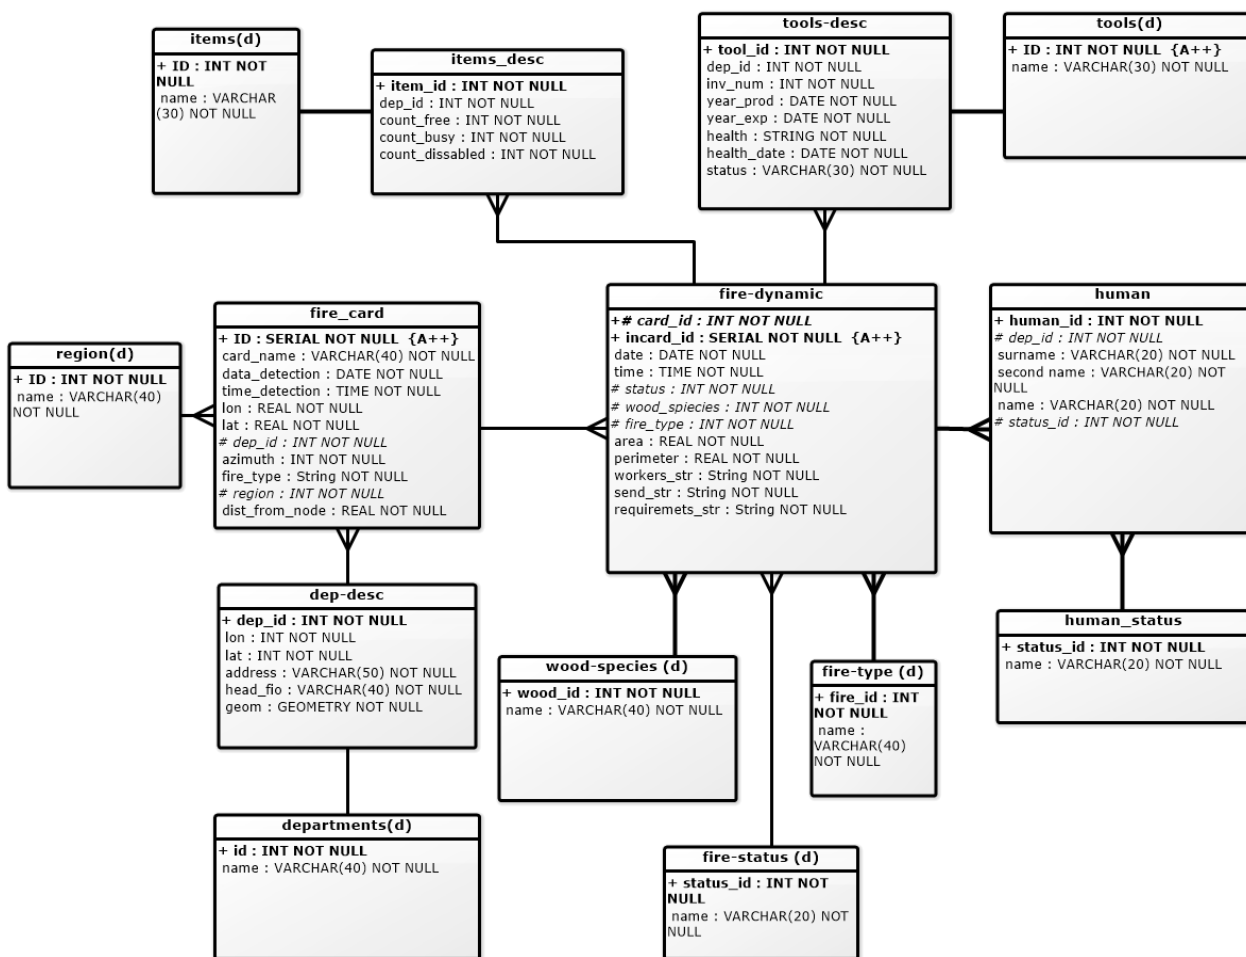 items(d)
+ ID : INT NOT
NULL
name : VARCHAR
(30) NOT NULL
items_desc
+ item_id : INT NOT NULL
dep_id : INT NOT NULL
count_free : INT NOT NULL
count_busy : INT NOT NULL
count_dissabled : INT NOT NULL
tools-desc
+ tool_id : INT NOT NULL
dep_id : INT NOT NULL
inv_num : INT NOT NULL
year_prod : DATE NOT NULL
year_exp : DATE NOT NULL
health : STRING NOT NULL
health_date : DATE NOT NULL
status : VARCHAR(30) NOT NULL
tools(d)
+ ID : INT NOT NULL {A++}
name : VARCHAR(30) NOT NULL
region(d)
+ ID : INT NOT NULL
name : VARCHAR(40)
NOT NULL
fire_card
+ ID : SERIAL NOT NULL {A++}
card_name : VARCHAR(40) NOT NULL
data_detection : DATE NOT NULL
time_detection : TIME NOT NULL
lon : REAL NOT NULL
lat : REAL NOT NULL
# dep_id : INT NOT NULL
azimuth : INT NOT NULL
fire_type : String NOT NULL
# region : INT NOT NULL
dist_from_node : REAL NOT NULL
fire-dynamic
+# card_id : INT NOT NULL
+ incard_id : SERIAL NOT NULL {A++}
date : DATE NOT NULL
time : TIME NOT NULL
# status : INT NOT NULL
# wood_spiecies : INT NOT NULL
# fire_type : INT NOT NULL
area : REAL NOT NULL
perimeter : REAL NOT NULL
workers_str : String NOT NULL
send_str : String NOT NULL
requiremets_str : String NOT NULL
human
+ human_id : INT NOT NULL
# dep_id : INT NOT NULL
surname : VARCHAR(20) NOT NULL
second name : VARCHAR(20) NOT
NULL
name : VARCHAR(20) NOT NULL
# status_id : INT NOT NULL
dep-desc
+ dep_id : INT NOT NULL
lon : INT NOT NULL
lat : INT NOT NULL
address : VARCHAR(50) NOT NULL
head_fio : VARCHAR(40) NOT NULL
geom : GEOMETRY NOT NULL
wood-species (d)
+ wood_id : INT NOT NULL
name : VARCHAR(40) NOT NULL
fire-type (d)
+ fire_id : INT
NOT NULL
name :
VARCHAR(40)
NOT NULL
human_status
+ status_id : INT NOT NULL
name : VARCHAR(20) NOT NULL
departments(d)
+ id : INT NOT NULL
name : VARCHAR(40) NOT NULL
fire-status (d)
+ status_id : INT NOT
NULL
name : VARCHAR(20) NOT
NULL